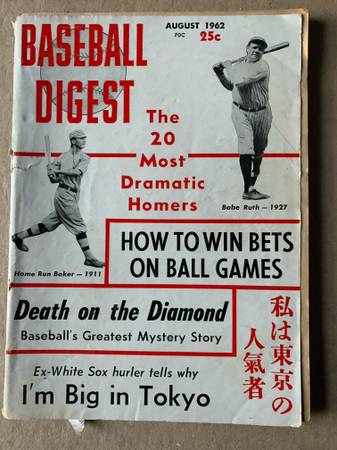 BASEBALL
DIGEST
AUGUST 1962
PDC 25c
The
20
Most
Dramatic
Homers
Babe Ruth — 1927
Home Run Baker — 1911
HOW TO WIN BETS
ON BALL GAMES
Death on the Diamond
Baseball's Greatest Mystery Story
私は東京の
人氣者
Ex-White Sox hurler tells why
I'm Big in Tokyo